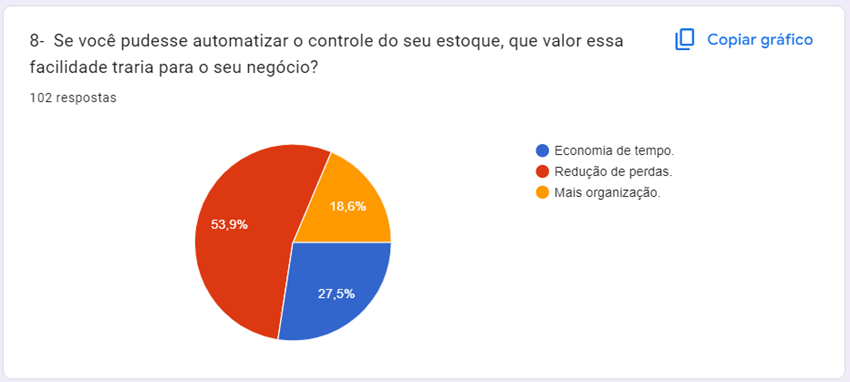 8- Se você pudesse automatizar o controle do seu estoque, que valor essa
facilidade traria para o seu negócio?
Copiar gráfico
102 respostas
Economia de tempo.
Redução de perdas.
Mais organização.
53,9%
18,6%
27,5%